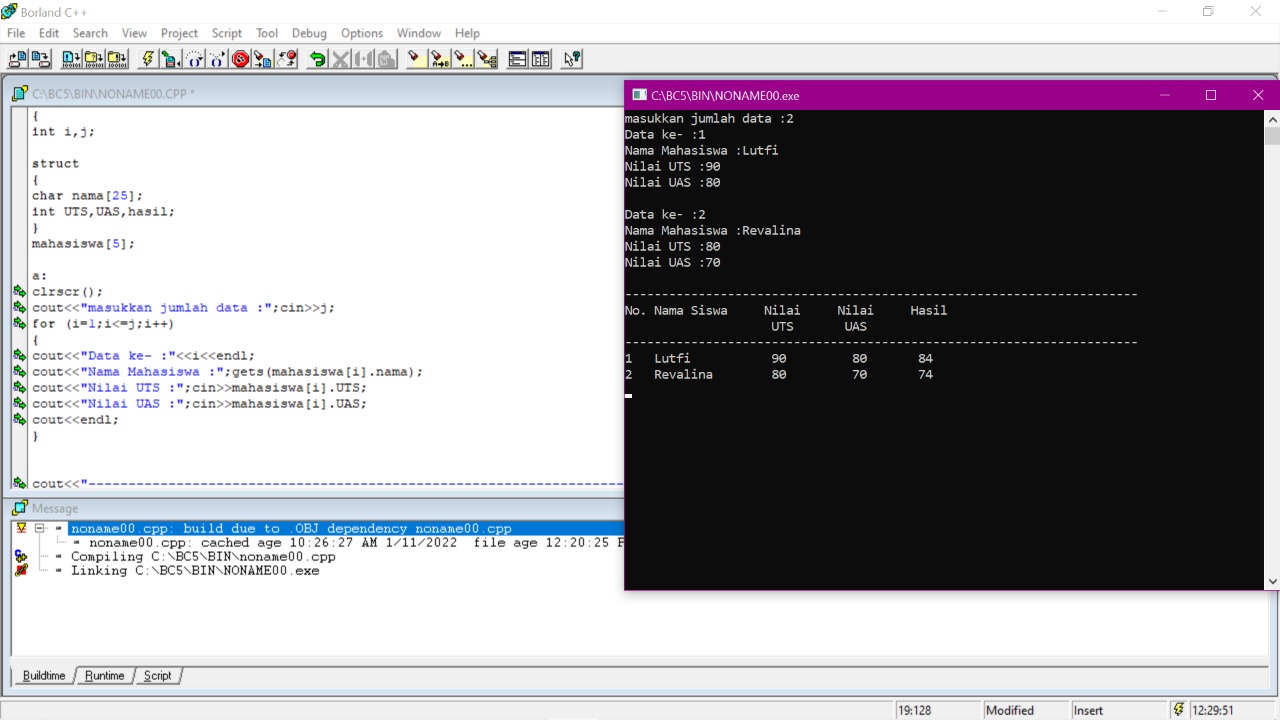 Borland C++
File Edit Search View Project Script Tool Debug Options Window Help
C:\BC5\BIN\NONAME00.CPP *
{
int i,j;
struct
{
char nama[25];
int UTS,UAS,hasil;
}
mahasiswa[5];
a:
clrscr();
cout<<"masukkan jumlah data :";cin>>j;
for (i=1;i<=j;i++)
{
cout<<"Data ke- :"<<i<<endl;
cout<<"Nama Mahasiswa :";gets(mahasiswa[i].nama);
cout<<"Nilai UTS :";cin>>mahasiswa[i].UTS;
cout<<"Nilai UAS :";cin>>mahasiswa[i].UAS;
cout<<endl;
}
cout<<"-------------------------------------------------------------------
C:\BC5\BIN\NONAME00.exe
masukkan jumlah data :2
Data ke- :1
Nama Mahasiswa :Lutfi
Nilai UTS :90
Nilai UAS :80
Data ke- :2
Nama Mahasiswa :Revalina
Nilai UTS :80
Nilai UAS :70
----------------------------------------------------------------------
No. Nama Siswa Nilai Nilai Hasil
UTS UAS
----------------------------------------------------------------------
1 Lutfi 90 80 84
2 Revalina 80 70 74
Message
noname00.cpp: build due to .OBJ dependency noname00.cpp
noname00.cpp: cached age 10:26:27 AM 1/11/2022 file age 12:20:25
Compiling C:\BC5\BIN\noname00.cpp
Linking C:\BC5\BIN\NONAME00.exe
Buildtime Runtime Script
19:128 Modified Insert 12:29:51